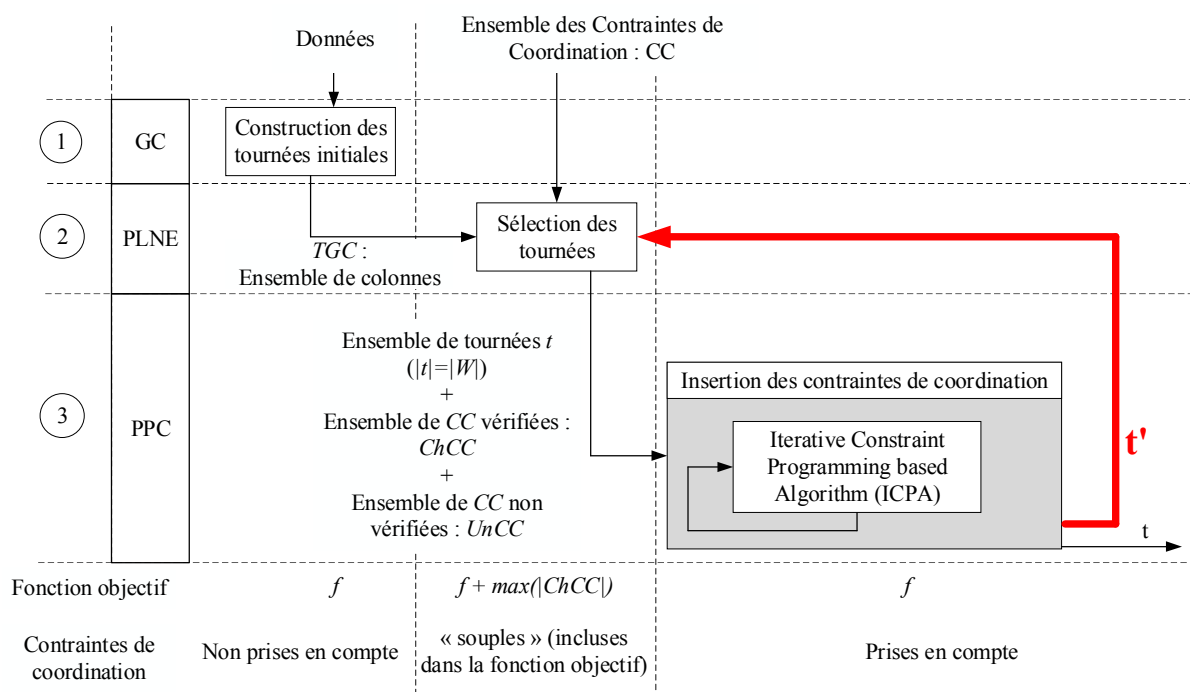 Données
Ensemble des Contraintes de
Coordination : CC
1
GC
Construction des
tournées initiales
2
PLNE
Sélection des
tournées
TGC :
Ensemble de colonnes
3
PPC
Ensemble de tournées t
(|t|=|W|)
+
Ensemble de CC vérifiées :
ChCC
+
Ensemble de CC non
vérifiées : UnCC
Insertion des contraintes de coordination
Iterative Constraint
Programming based
Algorithm (ICPA)
t'
t
Fonction objectif
f
f + max(|ChCC|)
f
Contraintes de
coordination
Non prises en compte
« souples » (incluses
dans la fonction objectif)
Prises en compte